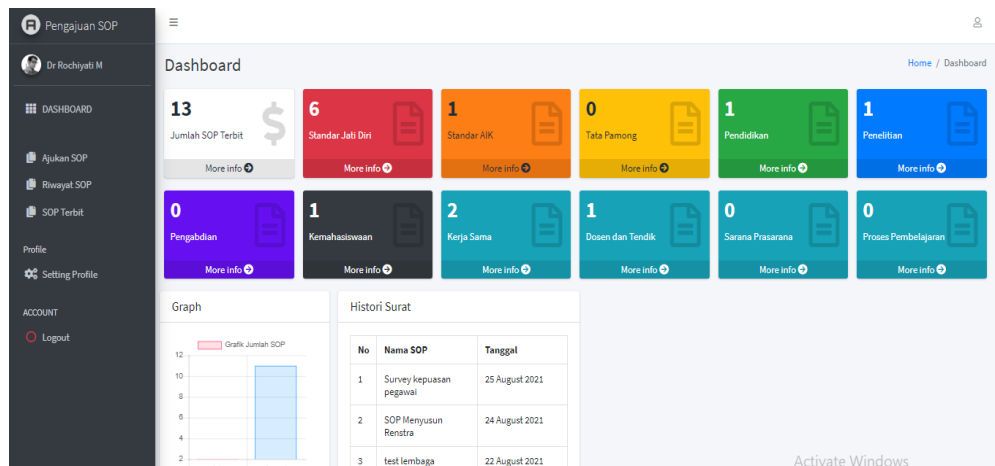 Pengajuan SOP
Dr Rochiyati M
DASHBOARD
Ajukan SOP
Riwayat SOP
SOP Terbit
Profile
Setting Profile
ACCOUNT
Logout
Dashboard
Home / Dashboard
13
Jumlah SOP Terbit
More info
6
Standar Jati Diri
More info
1
Standar AIK
More info
0
Tata Pamong
More info
1
Pendidikan
More info
1
Penelitian
More info
0
Pengabdian
More info
1
Kemahasiswaan
More info
2
Kerja Sama
More info
1
Dosen dan Tendik
More info
0
Sarana Prasarana
More info
0
Proses Pembelajaran
More info
Graph
Grafik Jumlah SOP
12
10
8
6
4
2
Histori Surat
No Nama SOP Tanggal
1 Survey kepuasan 25 August 2021
pegawai
2 SOP Menyusun 24 August 2021
Renstra
3 test lembaga 22 August 2021
Activate Windows